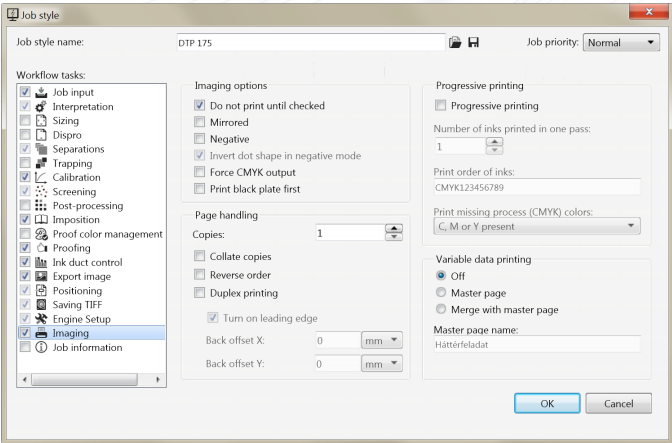 Job style
Job style name:
DTP 175
Job priority:
Normal
Workflow tasks:
Job input
Interpretation
Sizing
Dispro
Separations
Trapping
Calibration
Screening
Post-processing
Imposition
Proof color management
Proofing
Ink duct control
Export image
Positioning
Saving TIFF
Engine Setup
Imaging
Job information
Imaging options
Do not print until checked
Mirrored
Negative
Invert dot shape in negative mode
Force CMYK output
Print black plate first
Page handling
Copies:
1
Collate copies
Reverse order
Duplex printing
Turn on leading edge
Back offset X:
0
mm
Back offset Y:
0
mm
Progressive printing
Progressive printing
Number of inks printed in one pass:
1
Print order of inks:
CMYK123456789
Print missing process (CMYK) colors:
C, M or Y present
Variable data printing
Off
Master page
Merge with master page
Master page name:
Háttérfeladat
OK
Cancel